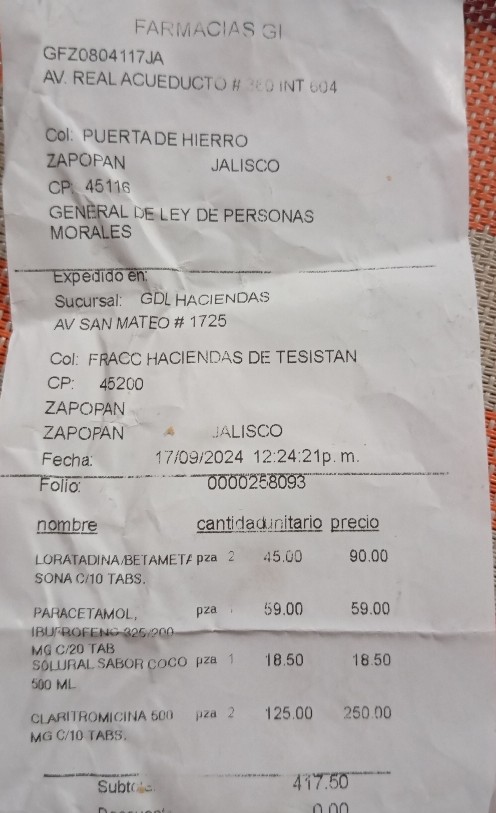 FARMACIAS GI
GFZ0804117JA
AV. REAL ACUEDUCTO # INT 604
Col: PUERTA DE HIERRO
ZAPOPAN JALISCO
CP. 45116
GENERAL DE LEY DE PERSONAS
MORALES
Expedido en:
Sucursal: GDL HACIENDAS
AV SAN MATEO # 1725
Col: FRACC HACIENDAS DE TESISTAN
CP: 45200
ZAPOPAN
ZAPOPAN JALISCO
Fecha: 17/09/2024 12:24:21p. m.
Folio: 0000258093
nombre cantidad unitario precio
LORATADINA/BETAMETA pza 2 45.00 90.00
SONA C/10 TABS.
PARACETAMOL, pza 59.00 59.00
IBUPROFENO 325/200
MG C/20 TAB
SOLURAL SABOR COCO pza 1 18.50 18.50
500 ML
CLARITROMICINA 500 pza 2 125.00 250.00
MG C/10 TABS.
Subtotal 417.50
0.00